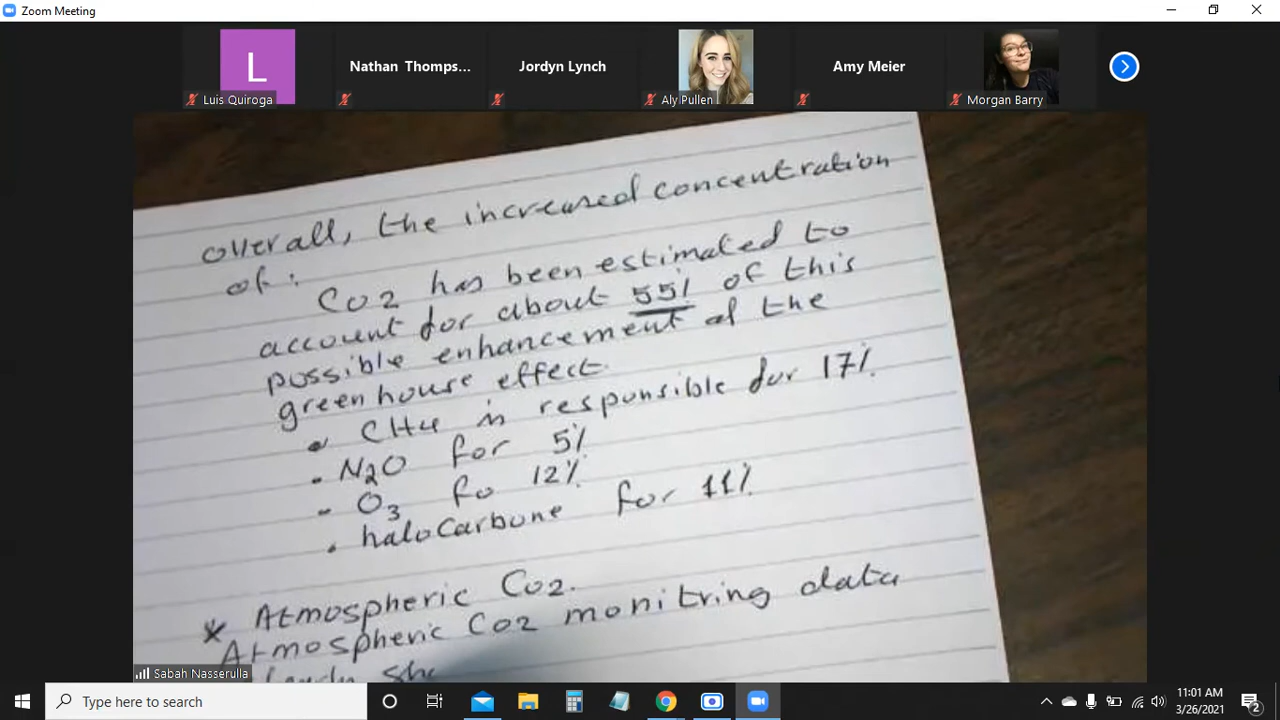 Zoom Meeting
L
Luis Quiroga
Nathan Thomps...
Jordyn Lynch
Aly Pullen
Amy Meier
Morgan Barry
overall, the increased concentration
of :
CO2 has been estimated to
account for about 55% of this
possible enhancement of the
greenhouse effect.
• CH4 is responsible for 17%.
• N2O for 5%
• O3 fo 12%.
• halocarbone for 11%
* Atmospheric CO2.
Atmospheric CO2 monitring data
Sabah Nasserulla
Type here to search
11:01 AM
3/26/2021
2